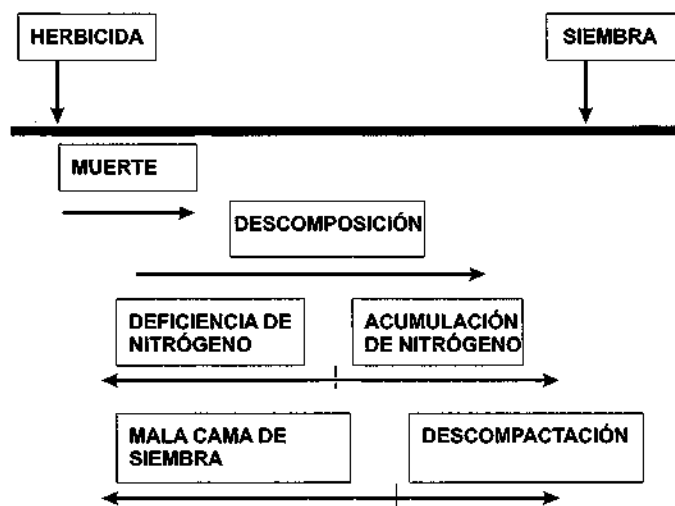 HERBICIDA
SIEMBRA
MUERTE
DESCOMPOSICIÓN
DEFICIENCIA DE
NITRÓGENO
ACUMULACIÓN
DE NITRÓGENO
MALA CAMA DE
SIEMBRA
DESCOMPACTACIÓN